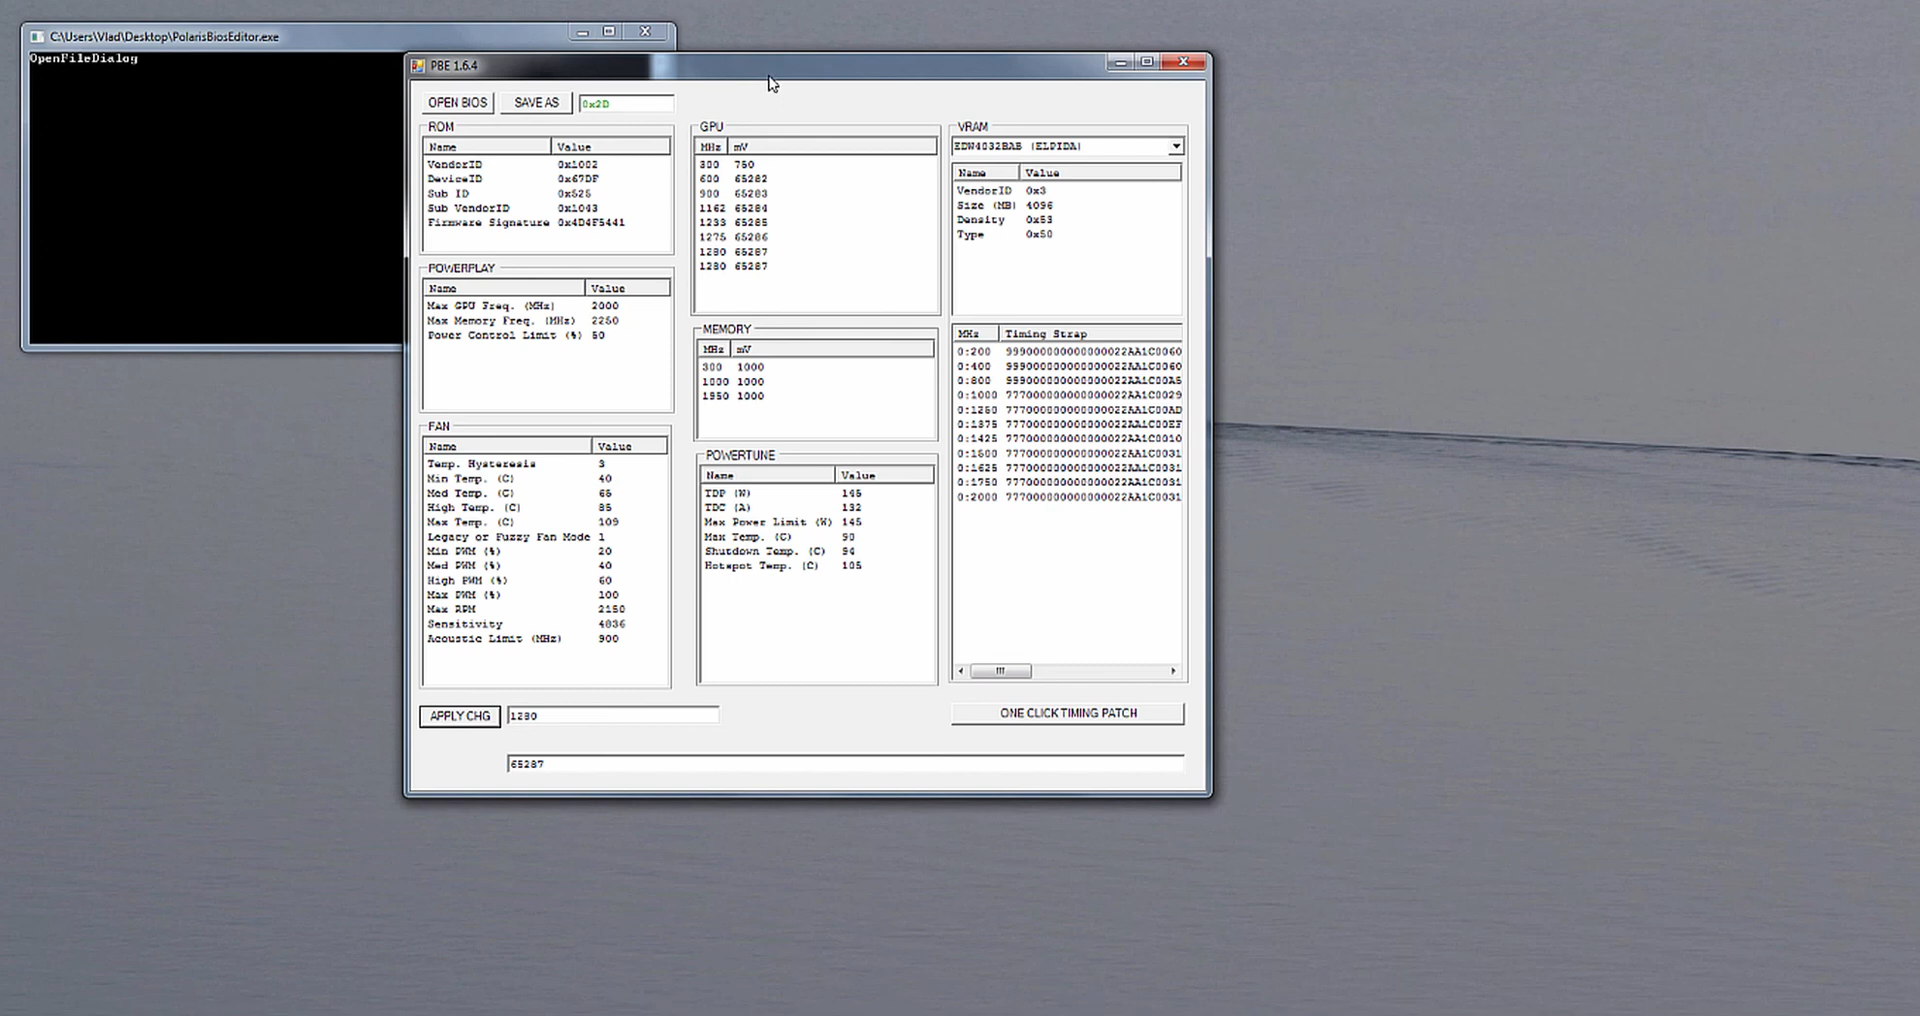 C:\Users\Vlad\Desktop\PolarisBiosEditor.exe
OpenFileDialog
PBE 1.6.4
OPEN BIOS SAVE AS 0x2D
ROM
Name Value
VendorID 0x1002
DeviceID 0x67DF
Sub ID 0x525
Sub VendorID 0x1043
Firmware Signature 0x4D4F5441
POWERPLAY
Name Value
Max GPU Freq. (MHz) 2000
Max Memory Freq. (MHz) 2250
Power Control Limit (%) 50
FAN
Name Value
Temp. Hysteresis 3
Min Temp. (C) 40
Med Temp. (C) 65
High Temp. (C) 85
Max Temp. (C) 109
Legacy or Fuzzy Fan Mode 1
Min PWM (%) 20
Med PWM (%) 40
High PWM (%) 60
Max PWM (%) 100
Max RPM 2150
Sensitivity 4836
Acoustic Limit (MHz) 900
GPU
MHz mV
300 750
600 65282
900 65283
1162 65284
1233 65285
1275 65286
1280 65287
1280 65287
MEMORY
MHz mV
300 1000
1000 1000
1950 1000
POWERTUNE
Name Value
TDP (W) 145
TDC (A) 132
Max Power Limit (W) 145
Max Temp. (C) 90
Shutdown Temp. (C) 94
Hotspot Temp. (C) 105
VRAM
EDW4032BAB (ELPIDA)
Name Value
VendorID 0x3
Size (MB) 4096
Density 0x53
Type 0x50
MHz Timing Strap
0:200 999000000000000022AA1C0060
0:400 999000000000000022AA1C0060
0:800 999000000000000022AA1C00A5
0:1000 777000000000000022AA1C0029
0:1250 777000000000000022AA1C00AD
0:1375 777000000000000022AA1C00EF
0:1425 777000000000000022AA1C0010
0:1500 777000000000000022AA1C0031
0:1625 777000000000000022AA1C0031
0:1750 777000000000000022AA1C0031
0:2000 777000000000000022AA1C0031
APPLY CHG 1280
ONE CLICK TIMING PATCH
65287